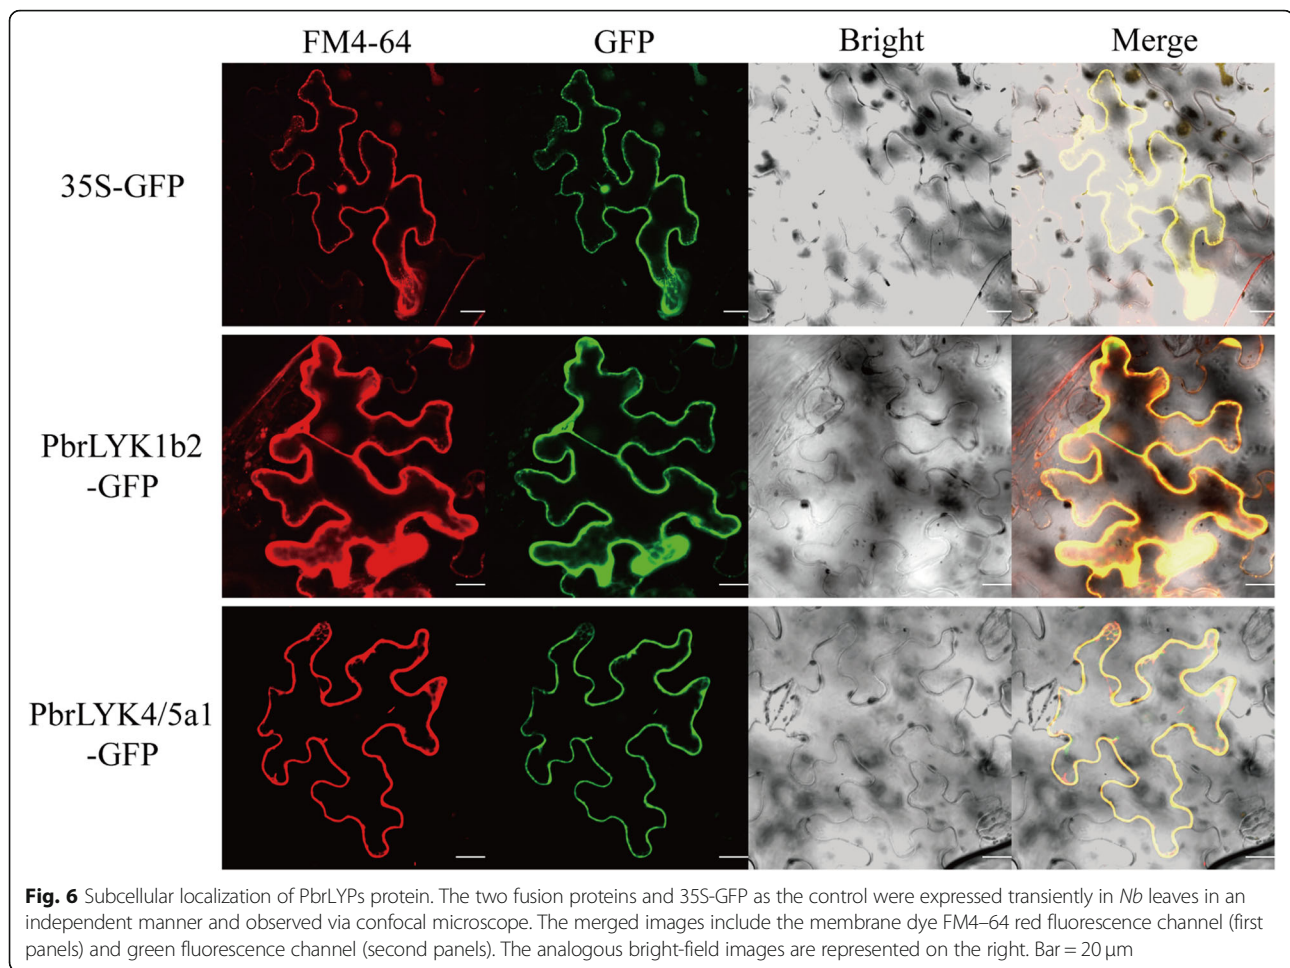 FM4-64 GFP Bright Merge
35S-GFP
PbrLYK1b2
-GFP
PbrLYK4/5a1
-GFP
Fig. 6 Subcellular localization of PbrLYPs protein. The two fusion proteins and 35S-GFP as the control were expressed transiently in Nb leaves in an
independent manner and observed via confocal microscope. The merged images include the membrane dye FM4–64 red fluorescence channel (first
panels) and green fluorescence channel (second panels). The analogous bright-field images are represented on the right. Bar = 20 μm